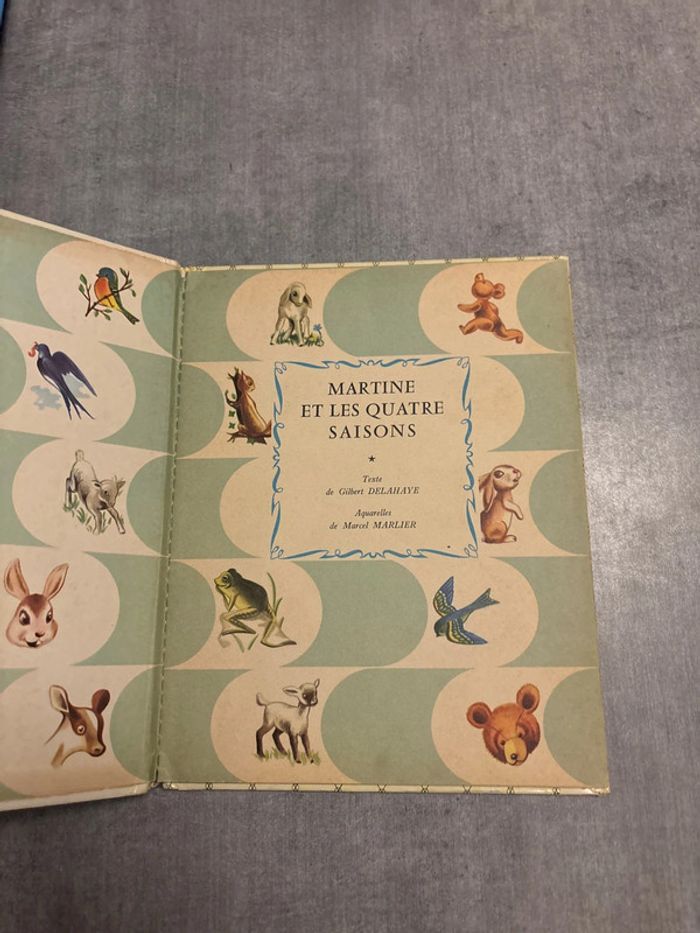 MARTINE
ET LES QUATRE
SAISONS
★
Texte
de Gilbert DELAHAYE
Aquarelles
de Marcel MARLIER